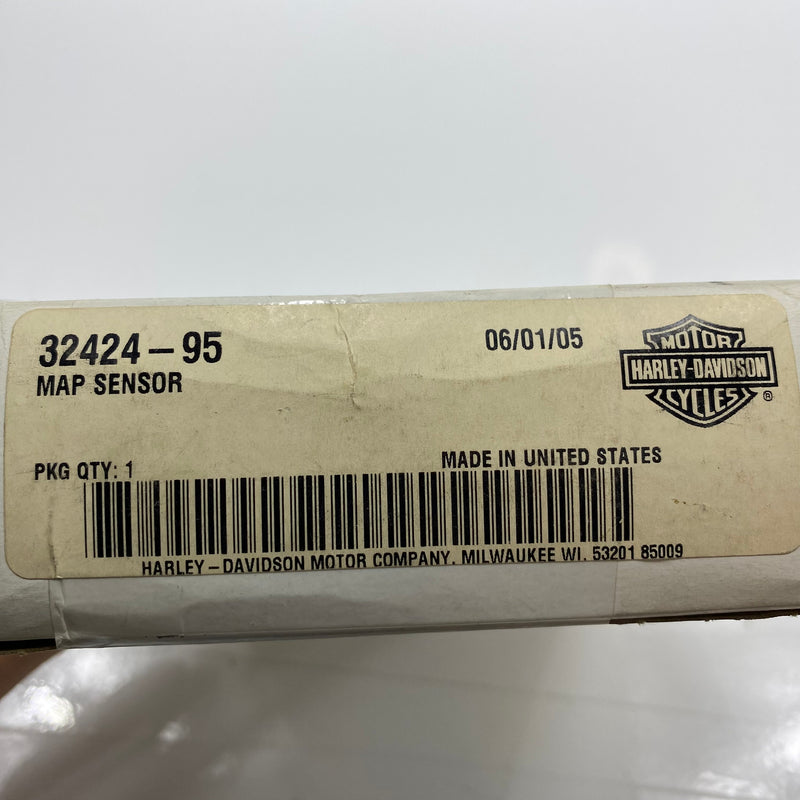 32424-95
MAP SENSOR
06/01/05
MOTOR
HARLEY-DAVIDSON
CYCLES
®
PKG QTY: 1
MADE IN UNITED STATES
HARLEY-DAVIDSON MOTOR COMPANY. MILWAUKEE WI. 53201 85009